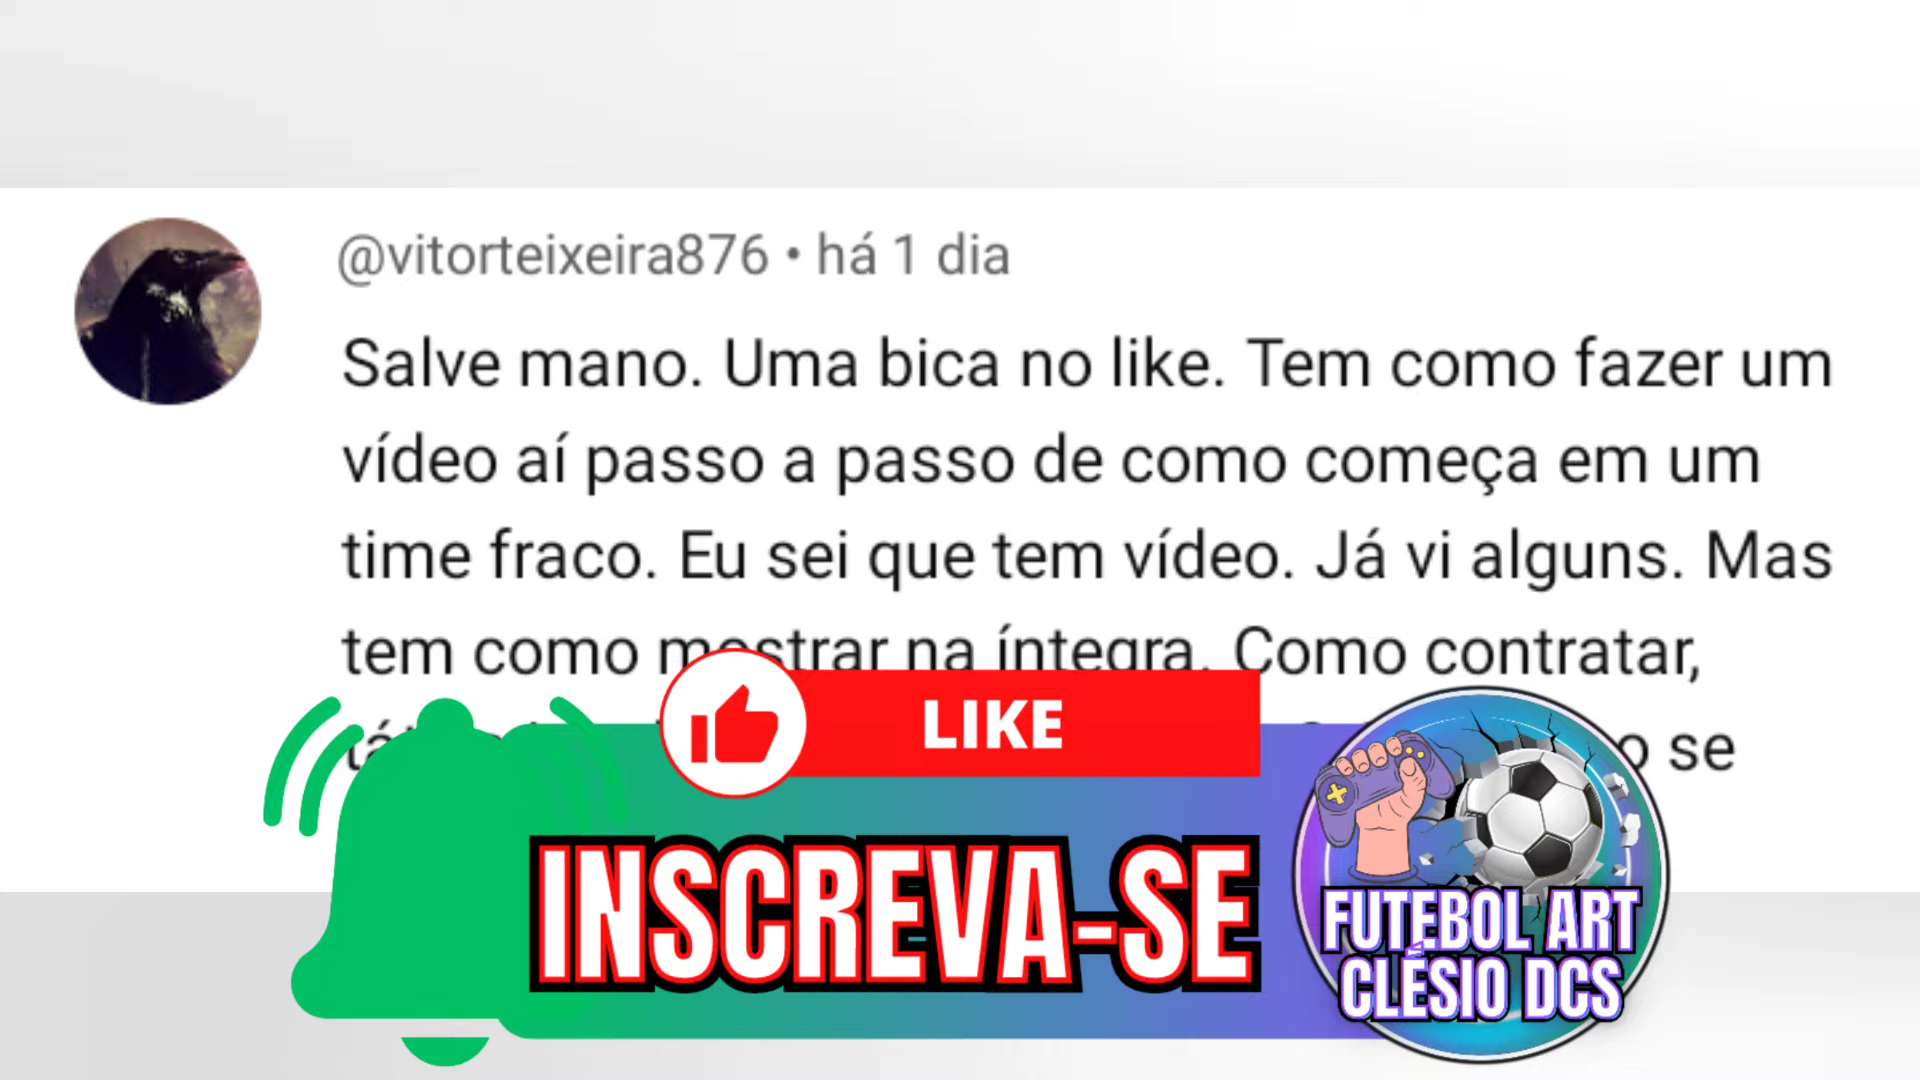 @vitorteixeira876 • há 1 dia
Salve mano. Uma bica no like. Tem como fazer um
vídeo aí passo a passo de como começa em um
time fraco. Eu sei que tem vídeo. Já vi alguns. Mas
tem como mostrar na íntegra. Como contratar,
se
LIKE
INSCREVA-SE
FUTEBOL ART
CLÉSIO DCS